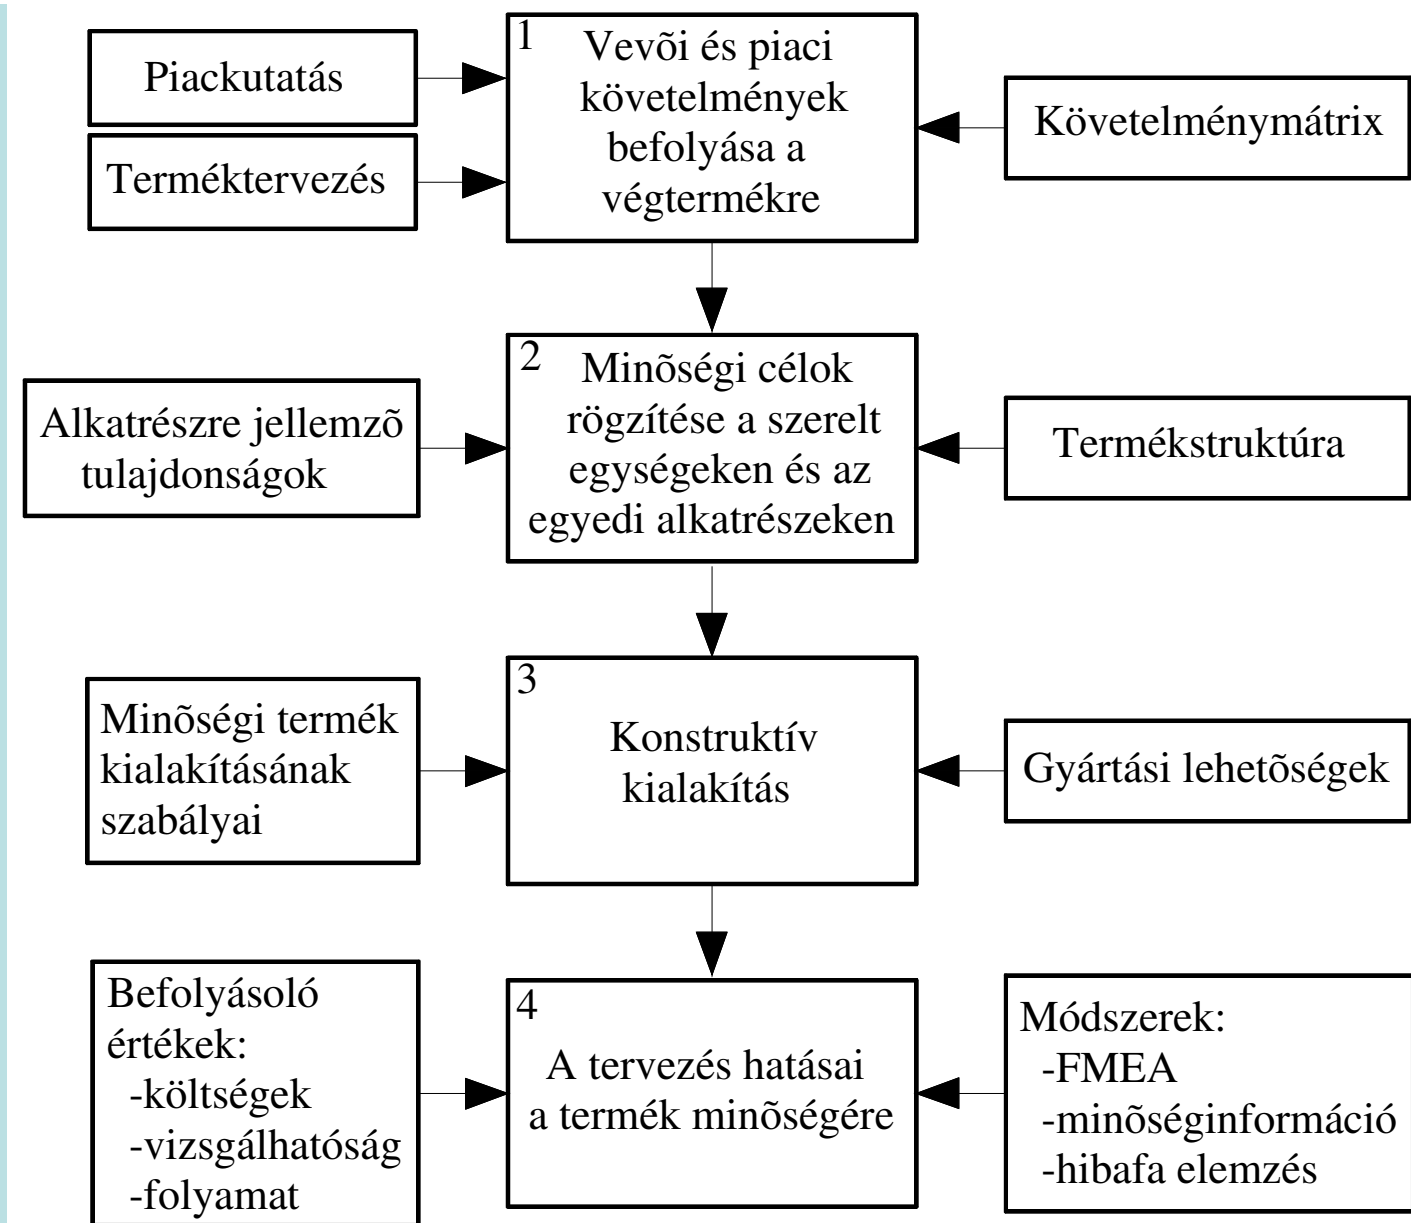 Piackutatás
Terméktervezés
1
Vevõi és piaci
követelmények
befolyása a
végtermékre
Követelménymátrix
Alkatrészre jellemzõ
tulajdonságok
2
Minõségi célok
rögzítése a szerelt
egységeken és az
egyedi alkatrészeken
Termékstruktúra
Minõségi termék
kialakításának
szabályai
3
Konstruktív
kialakítás
Gyártási lehetõségek
Befolyásoló
értékek:
-költségek
-vizsgálhatóság
-folyamat
4
A tervezés hatásai
a termék minõségére
Módszerek:
-FMEA
-minõséginformáció
-hibafa elemzés